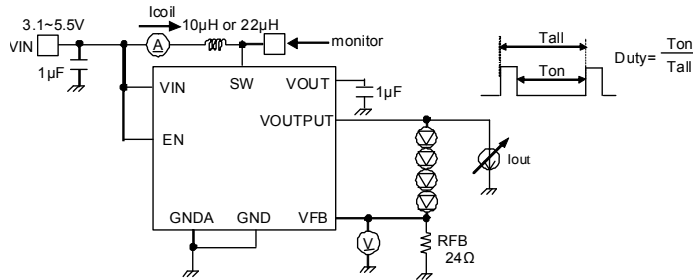 Icoil
3.1~5.5V
10μH or 22μH
VIN
A
monitor
1μF
SW
VOUT
VIN
1μF
VOUTPUT
EN
Iout
GNDA
GND
VFB
V
RFB
24Ω
Tall
Ton
Duty= Ton
Tall